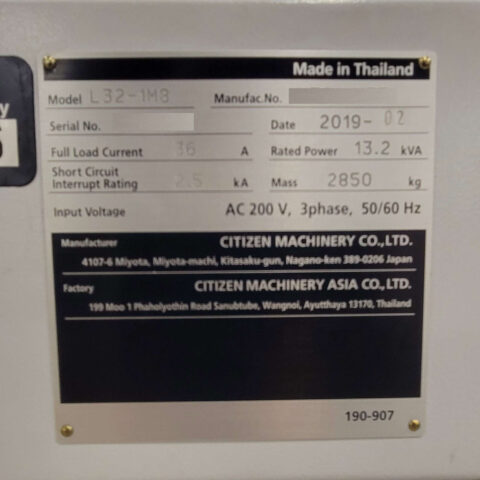 Made in Thailand
Model L32-1M8 Manufac.No.
Serial No. Date 2019-02
Full Load Current 36 A Rated Power 13.2 kVA
Short Circuit
Interrupt Rating 2.5 kA Mass 2850 kg
Input Voltage AC 200 V, 3phase, 50/60 Hz
Manufacturer CITIZEN MACHINERY CO.,LTD.
4107-6 Miyota, Miyota-machi, Kitasaku-gun, Nagano-ken 389-0206 Japan
Factory CITIZEN MACHINERY ASIA CO.,LTD.
199 Moo 1 Phaholyothin Road Sanubtube, Wangnoi, Ayutthaya 13170, Thailand
190-907